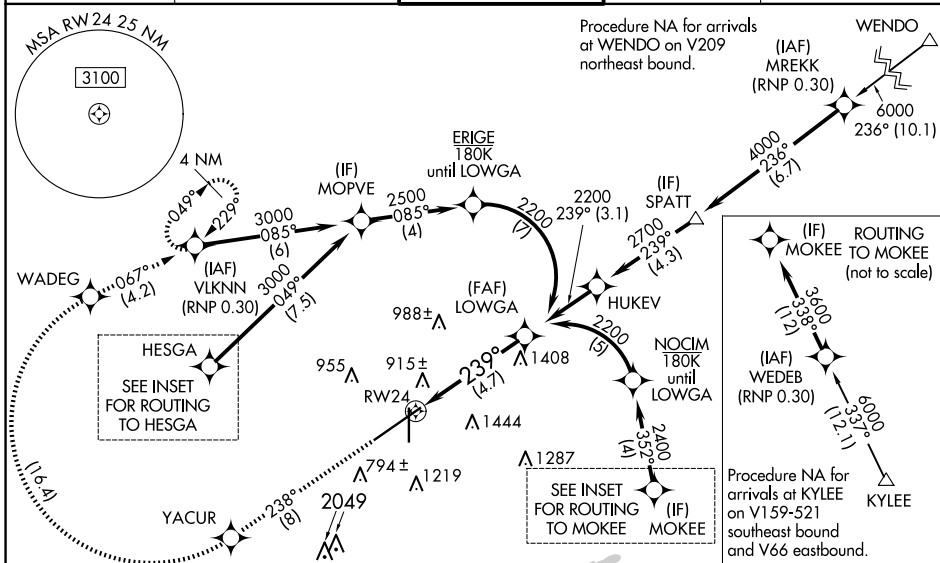 MSA RW 24 25 NM
3100
Procedure NA for arrivals
at WENDO on V209
northeast bound.
WENDO
(IAF)
MREKK
(RNP 0.30)
6000
236° (10.1)
4000
236°
(6.7)
ERIGE
180K
until LOWGA
4 NM
049°
229°
(IF)
MOPVE
3000
085°
(6)
2500
085°
(4)
2200
(7)
2200
239° (3.1)
(IF)
SPATT
2700
239°
(4.3)
WADEG
067°
(4.2)
(IAF)
VLKNN
(RNP 0.30)
3000
049°
(7.5)
HUKEV
(FAF)
LOWGA
988±
2200
(5)
NOCIM
180K
until
LOWGA
HESGA
SEE INSET
FOR ROUTING
TO HESGA
955
915±
RW24
239°
(4.7)
1408
1444
2400
352°
(4)
794±
1219
1287
SEE INSET
FOR ROUTING
TO MOKEE
(IF)
MOKEE
(16.4)
YACUR
238°
(8)
2049
(IF)
MOKEE
ROUTING
TO MOKEE
(not to scale)
3600
338°
(12)
(IAF)
WEDEB
(RNP 0.30)
6000
337°
(12.1)
KYLEE
Procedure NA for
arrivals at KYLEE
on V159-521
southeast bound
and V66 eastbound.